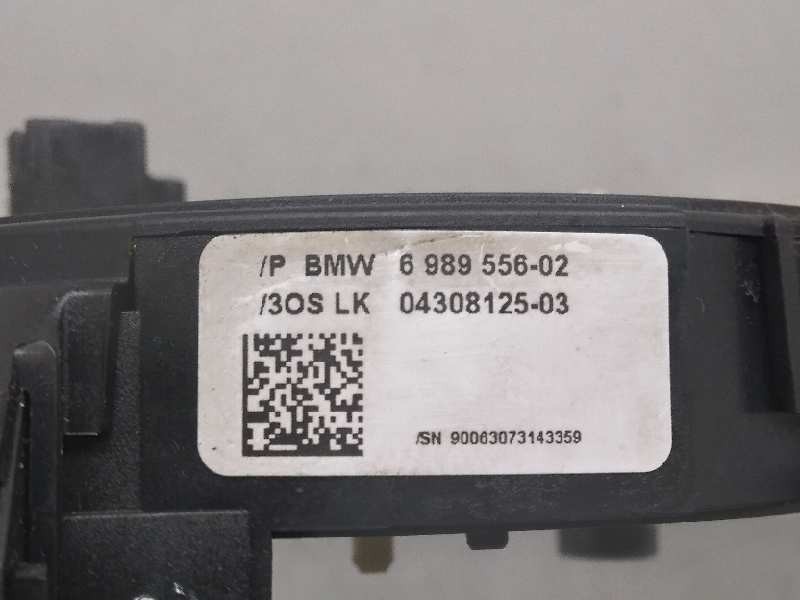 /P BMW 6 989 556-02
/3OS LK 04308125-03
/SN 90063073143359